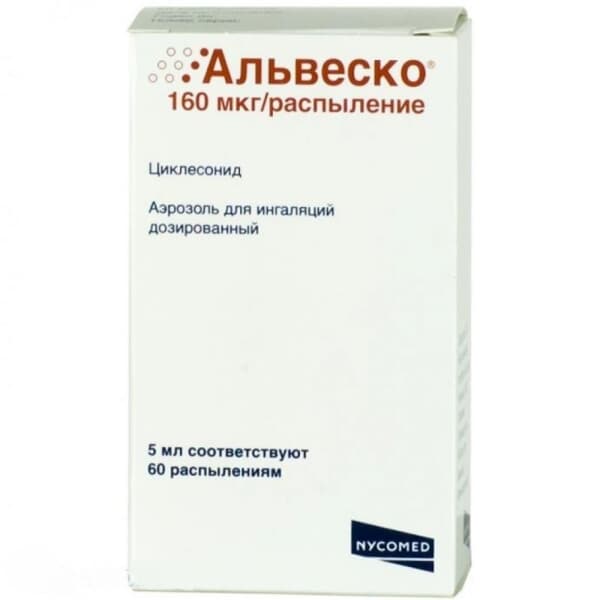 Альвеско®
160 мкг/распыление
Циклесонид
Аэрозоль для ингаляций
дозированный
5 мл соответствуют
60 распылениям
NYCOMED